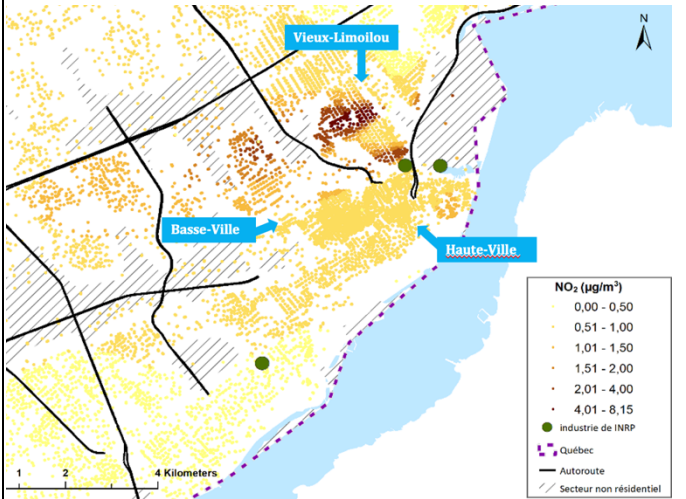 N
Vieux-Limoilou
Basse-Ville
Haute-Ville
NO₂ (µg/m³)
0,00 - 0,50
0,51 - 1,00
1,01 - 1,50
1,51 - 2,00
2,01 - 4,00
4,01 - 8,15
industrie de INRP
Québec
Autoroute
Secteur non résidentiel
1 2 4 Kilometers